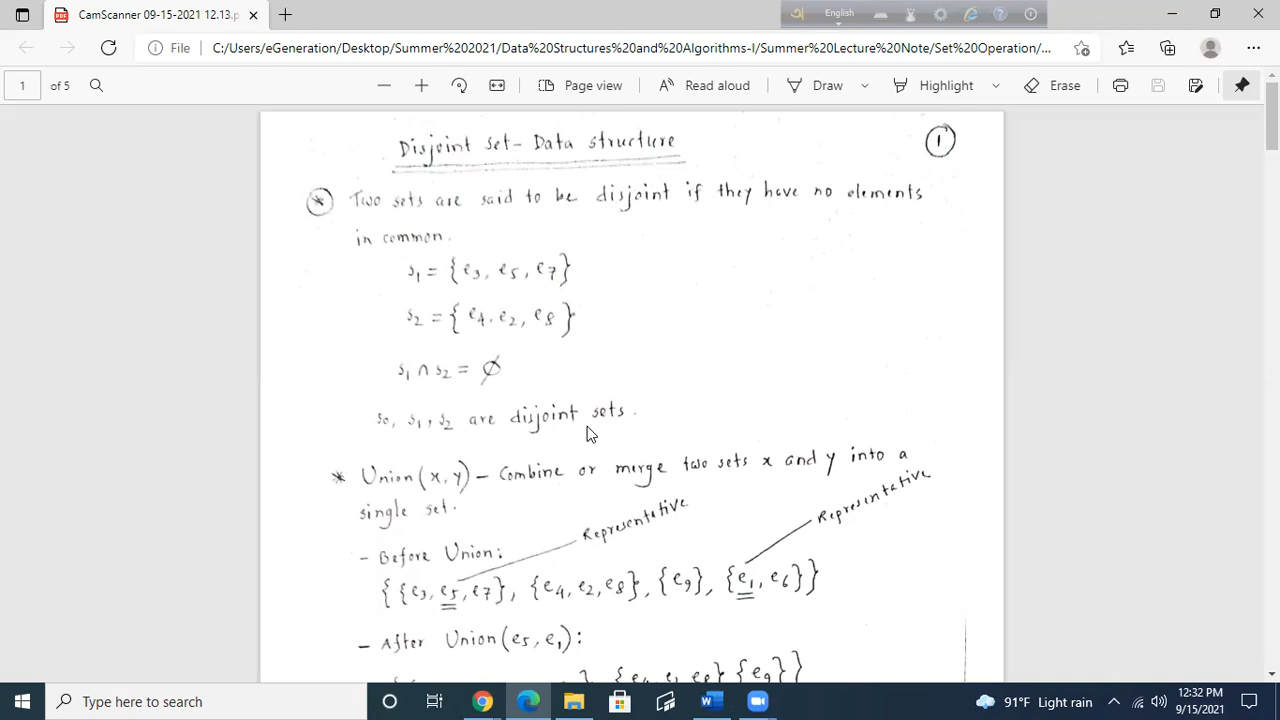 CamScanner 09-15-2021 12.13.p
English
File
C:/Users/eGeneration/Desktop/Summer%202021/Data%20Structures%20and%20Algorithms-I/Summer%20Lecture%20Note/Set%20Operation/...
1 of 5
Page view
Read aloud
Draw
Highlight
Erase
Disjoint set- Data structure
1
* Two sets are said to be disjoint if they have no elements
in common.
s1 = {e3, e5, e7}
s2 = {e4, e2, e8}
s1 ∩ s2 = ∅
so, s1, s2 are disjoint sets.
* Union(x, y) – Combine or merge two sets x and y into a
single set.
Representative
Representative
- Before Union:
{{e3, e5, e7}, {e4, e2, e8}, {e9}, {e1, e6}}
- After Union(e5, e1):
{e9}}
Type here to search
91°F Light rain
12:32 PM
9/15/2021